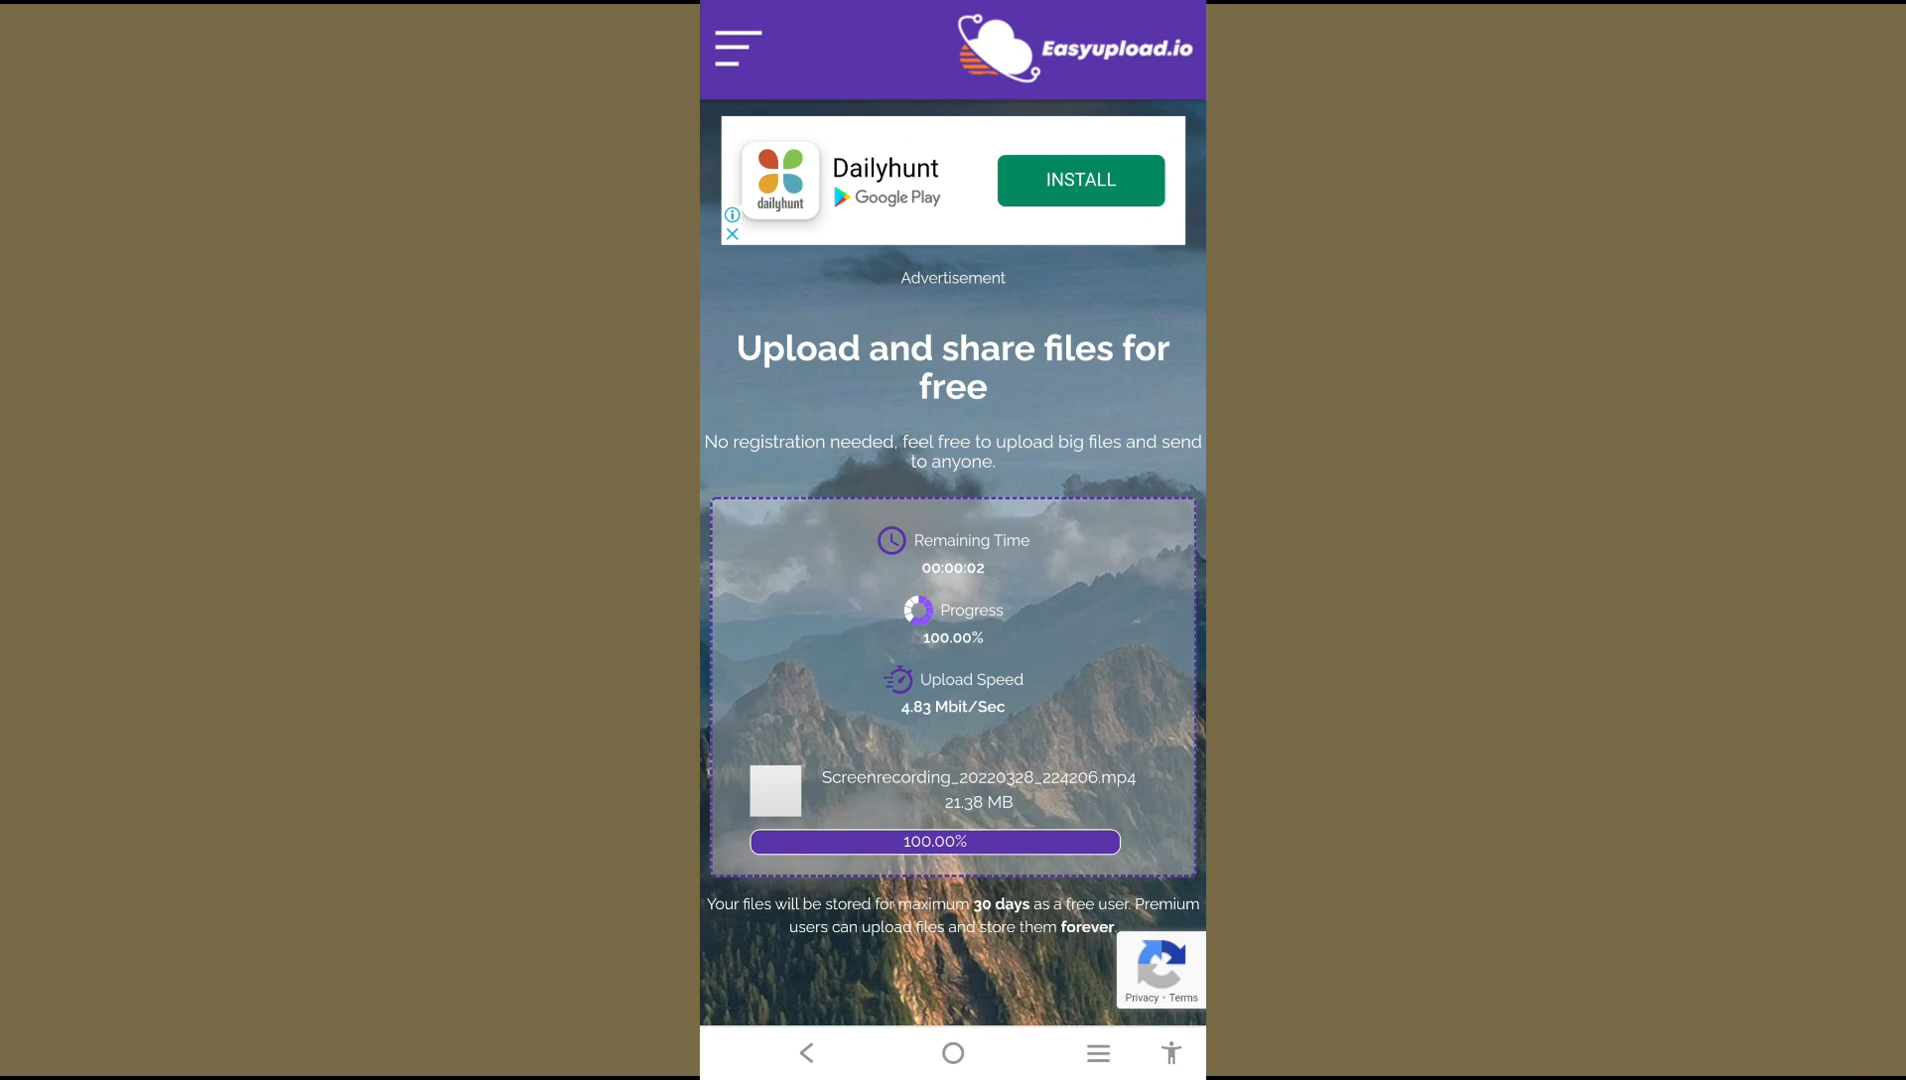 Easyupload.io
Dailyhunt
INSTALL
Google Play
dailyhunt
Advertisement
Upload and share files for
free
No registration needed, feel free to upload big files and send
to anyone.
Remaining Time
00:00:02
Progress
100.00%
Upload Speed
4.83 Mbit/Sec
Screenrecording_20220328_224206.mp4
21.38 MB
100.00%
Your files will be stored for maximum 30 days as a free user. Premium
users can upload files and store them forever.
Privacy - Terms